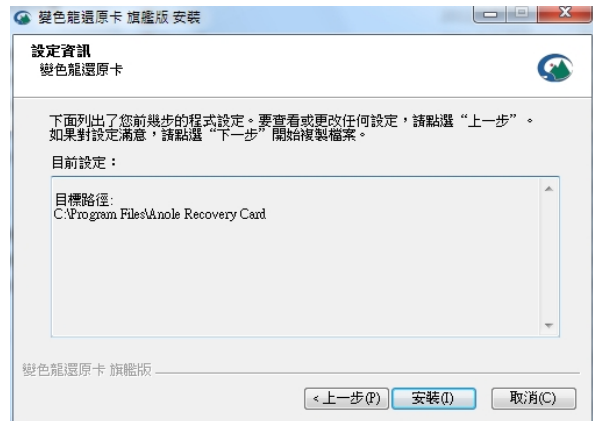 變色龍還原卡 旗艦版 安裝
設定資訊
變色龍還原卡
下面列出了您前幾步的程式設定。要查看或更改任何設定，請點選“上一步”。
如果對設定滿意，請點選“下一步”開始複製檔案。
目前設定：
目標路徑:
C:\Program Files\Anole Recovery Card
變色龍還原卡 旗艦版
<上一步(P) 安裝(I) 取消(C)